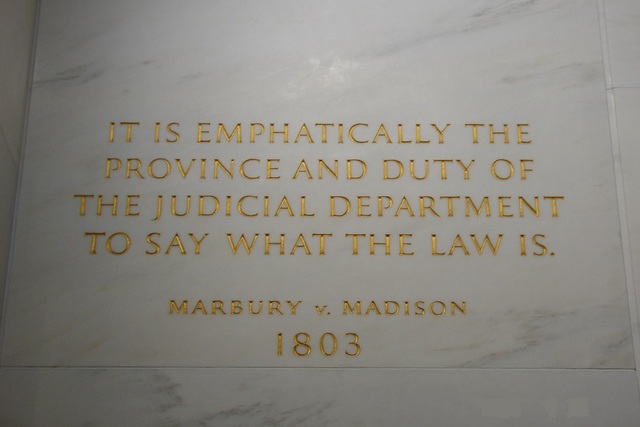 IT IS EMPHATICALLY THE
PROVINCE AND DUTY OF
THE JUDICIAL DEPARTMENT
TO SAY WHAT THE LAW IS.
MARBURY v. MADISON
1803